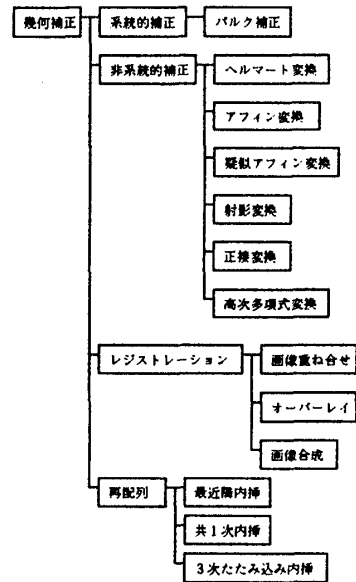 幾何補正
系統的補正
バルク補正
非系統的補正
ヘルマート変換
アフィン変換
疑似アフィン変換
射影変換
正接変換
高次多項式変換
レジストレーション
画像重ね合せ
オーバーレイ
画像合成
再配列
最近隣内挿
共1次内挿
3次たたみ込み内挿